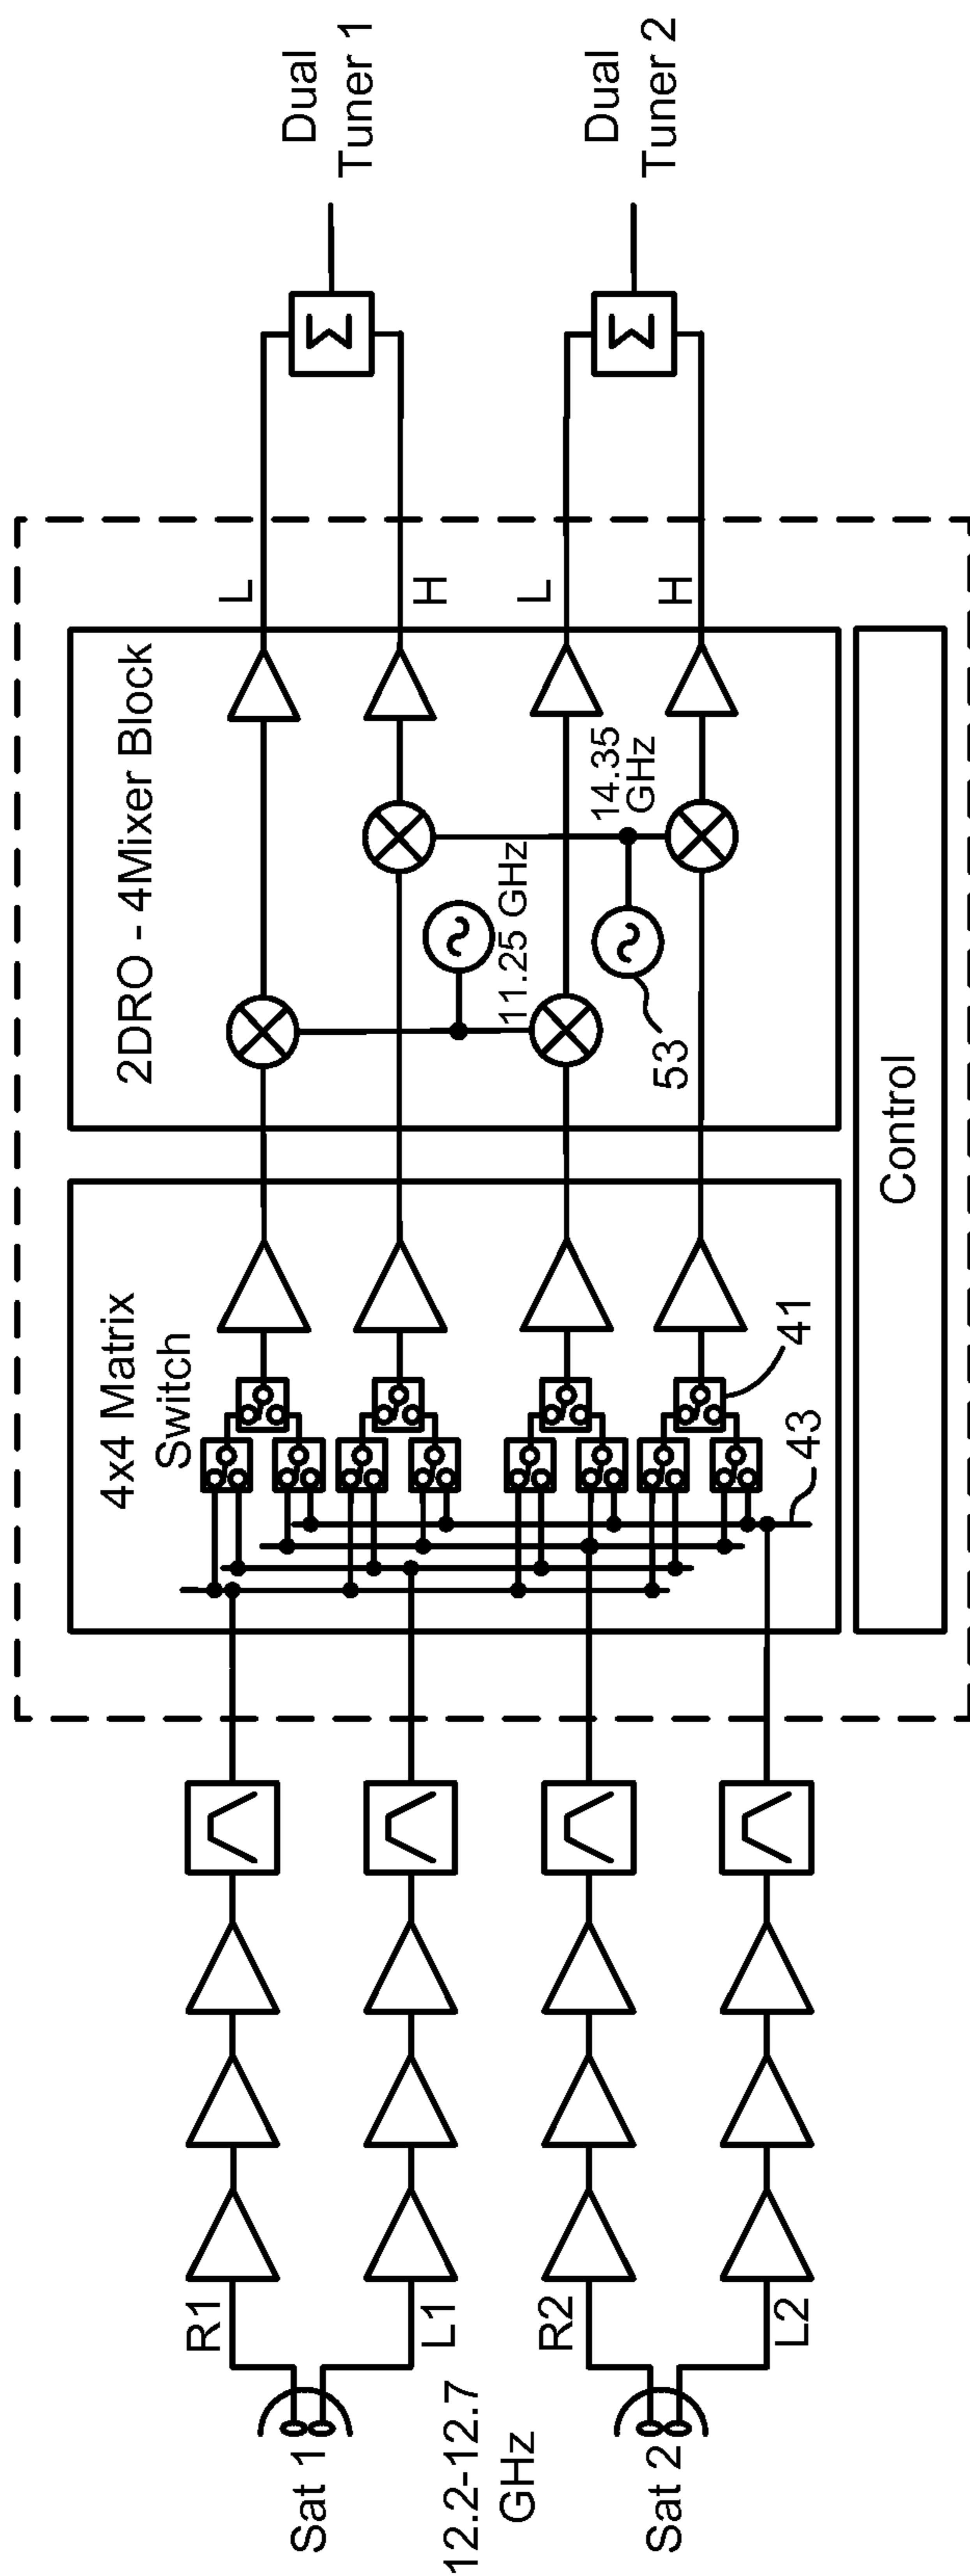 Sat 1
12.2-12.7
GHz
Sat 2
R1
L1
R2
L2
4x4 Matrix
Switch
41
43
2DRO - 4Mixer Block
11.25 GHz
14.35
GHz
53
Control
L
H
L
H
Σ
Σ
Dual
Tuner 1
Dual
Tuner 2